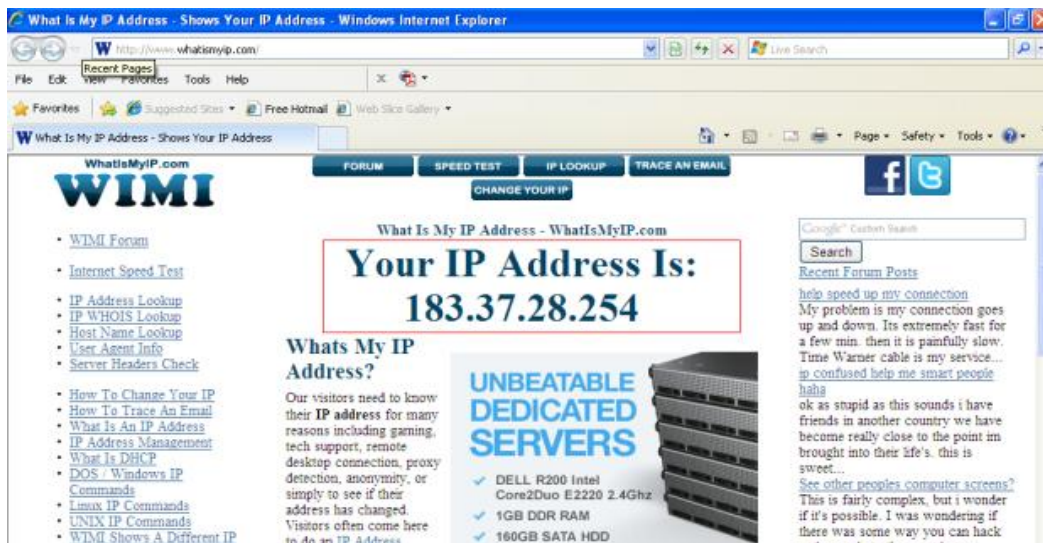 What Is My IP Address - Shows Your IP Address - Windows Internet Explorer
http://www.whatismyip.com/
Live Search
File Edit View Favorites Tools Help
Recent Pages
Favorites Suggested Sites Free Hotmail Web Slice Gallery
What Is My IP Address - Shows Your IP Address
Page Safety Tools
WhatIsMyIP.com
WIMI
FORUM SPEED TEST IP LOOKUP TRACE AN EMAIL
CHANGE YOUR IP
• WIMI Forum
• Internet Speed Test
• IP Address Lookup
• IP WHOIS Lookup
• Host Name Lookup
• User Agent Info
• Server Headers Check
• How To Change Your IP
• How To Trace An Email
• What Is An IP Address
• IP Address Management
• What Is DHCP
• DOS / Windows IP
Commands
• Linux IP Commands
• UNIX IP Commands
• WIMI Shows A Different IP
What Is My IP Address - WhatIsMyIP.com
Your IP Address Is:
183.37.28.254
Whats My IP
Address?
Our visitors need to know
their IP address for many
reasons including gaming,
tech support, remote
desktop connection, proxy
detection, anonymity, or
simply to see if their
address has changed.
Visitors often come here
to do an IP Address
UNBEATABLE
DEDICATED
SERVERS
DELL R200 Intel
Core2Duo E2220 2.4Ghz
1GB DDR RAM
160GB SATA HDD
f t
Google Custom Search
Search
Recent Forum Posts
help speed up my connection
My problem is my connection goes
up and down. Its extremely fast for
a few min. then it is painfully slow.
Time Warner cable is my service...
ip confused help me smart people
haha
ok as stupid as this sounds i have
friends in another country we have
become really close to the point im
brought into their life's. this is
sweet...
See other peoples computer screens?
This is fairly complex, but i wonder
if it's possible. I was wondering if
there was some way you can hack